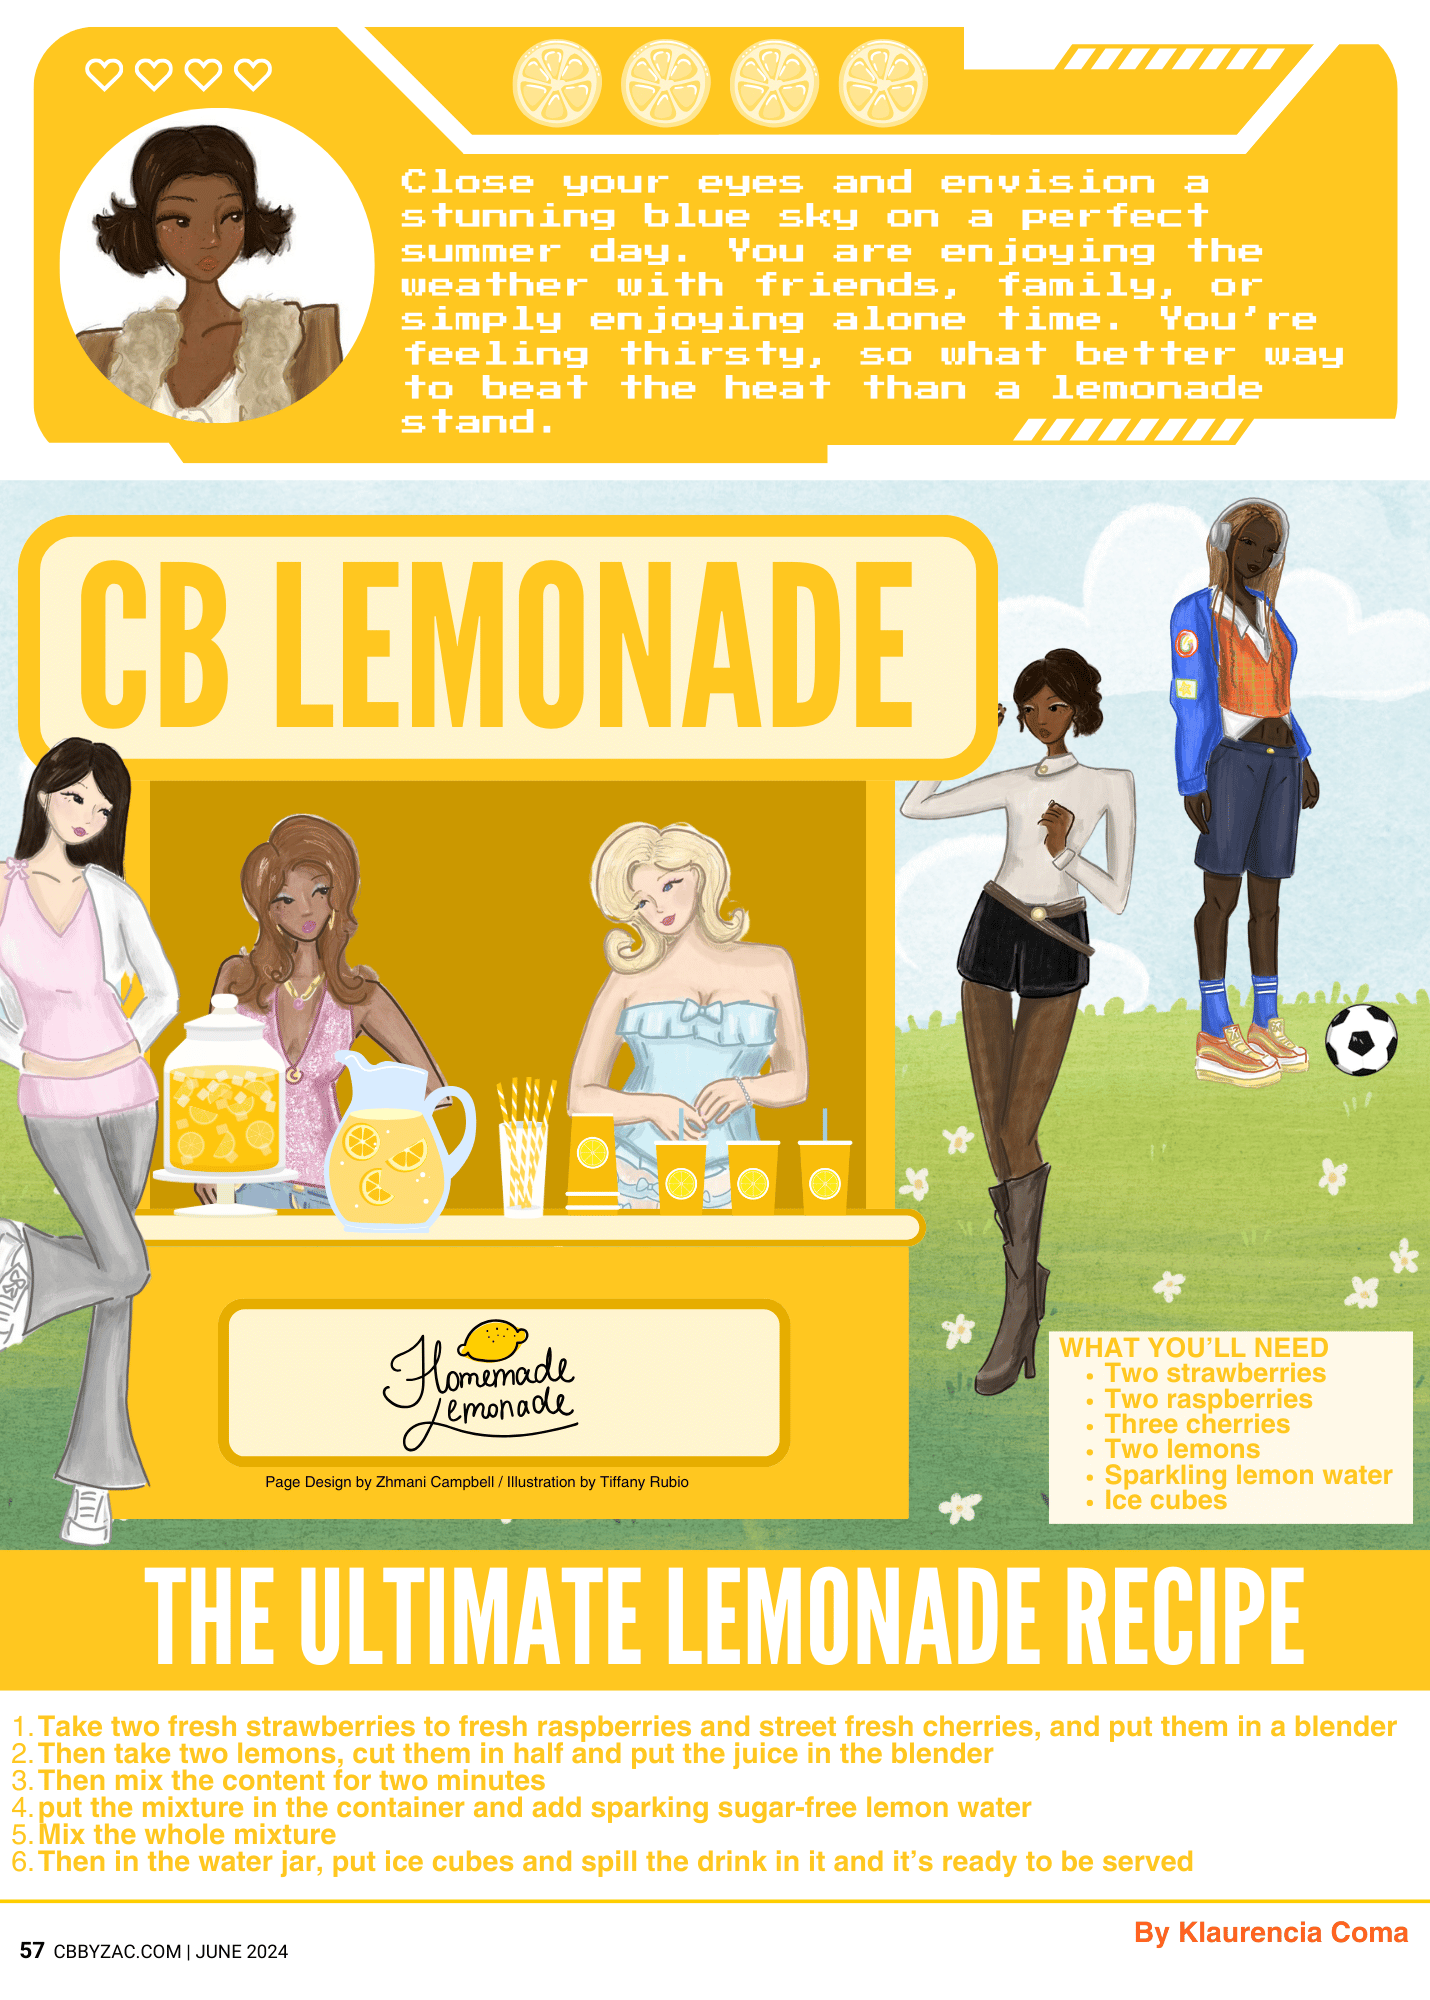 Close your eyes and envision a
stunning blue sky on a perfect
summer day. You are enjoying the
weather with friends, family, or
simply enjoying alone time. You're
feeling thirsty, so what better way
to beat the heat than a lemonade
stand.
CB LEMONADE
Homemade
Lemonade
Page Design by Zhmani Campbell / Illustration by Tiffany Rubio
WHAT YOU'LL NEED
• Two strawberries
• Two raspberries
• Three cherries
• Two lemons
• Sparkling lemon water
• Ice cubes
THE ULTIMATE LEMONADE RECIPE
1. Take two fresh strawberries to fresh raspberries and street fresh cherries, and put them in a blender
2. Then take two lemons, cut them in half and put the juice in the blender
3. Then mix the content for two minutes
4. put the mixture in the container and add sparking sugar-free lemon water
5. Mix the whole mixture
6. Then in the water jar, put ice cubes and spill the drink in it and it's ready to be served
By Klaurencia Coma
57 CBBYZAC.COM | JUNE 2024